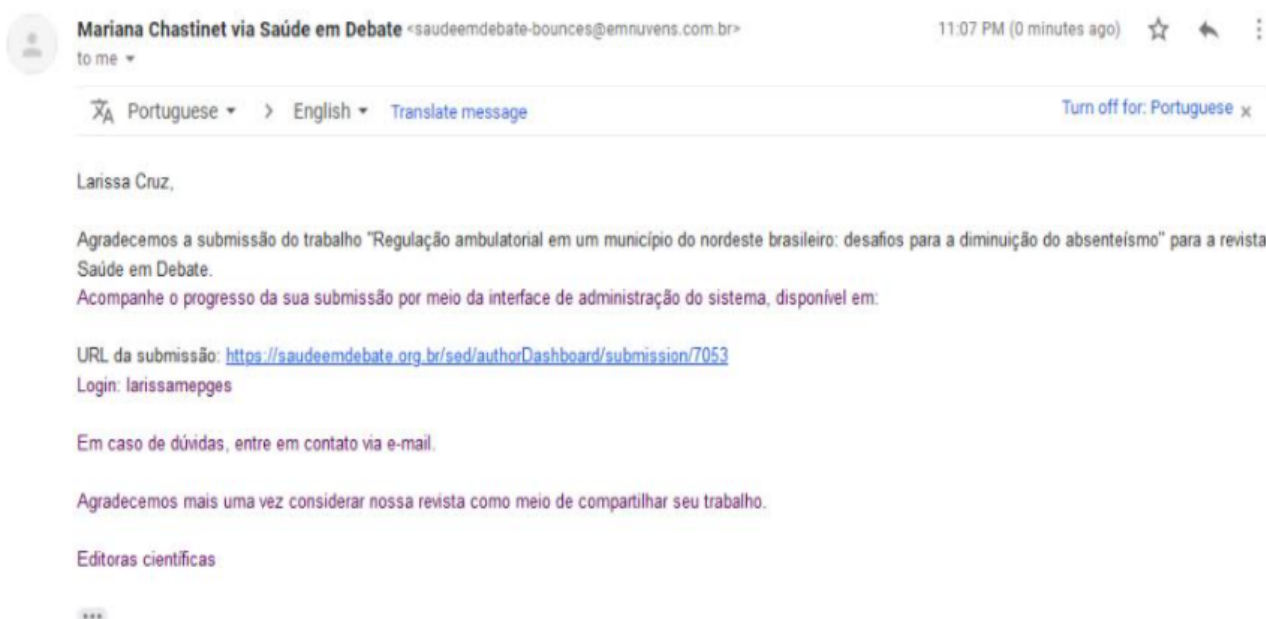 Mariana Chastinet via Saúde em Debate <saudeemdebate-bounces@emnuvens.com.br>
11:07 PM (0 minutes ago)
to me
Portuguese > English Translate message
Turn off for: Portuguese x
Larissa Cruz,
Agradecemos a submissão do trabalho "Regulação ambulatorial em um município do nordeste brasileiro: desafios para a diminuição do absenteísmo" para a revista
Saúde em Debate.
Acompanhe o progresso da sua submissão por meio da interface de administração do sistema, disponível em:
URL da submissão: https://saudeemdebate.org.br/sed/authorDashboard/submission/7053
Login: larissamepges
Em caso de dúvidas, entre em contato via e-mail.
Agradecemos mais uma vez considerar nossa revista como meio de compartilhar seu trabalho.
Editoras científicas
...